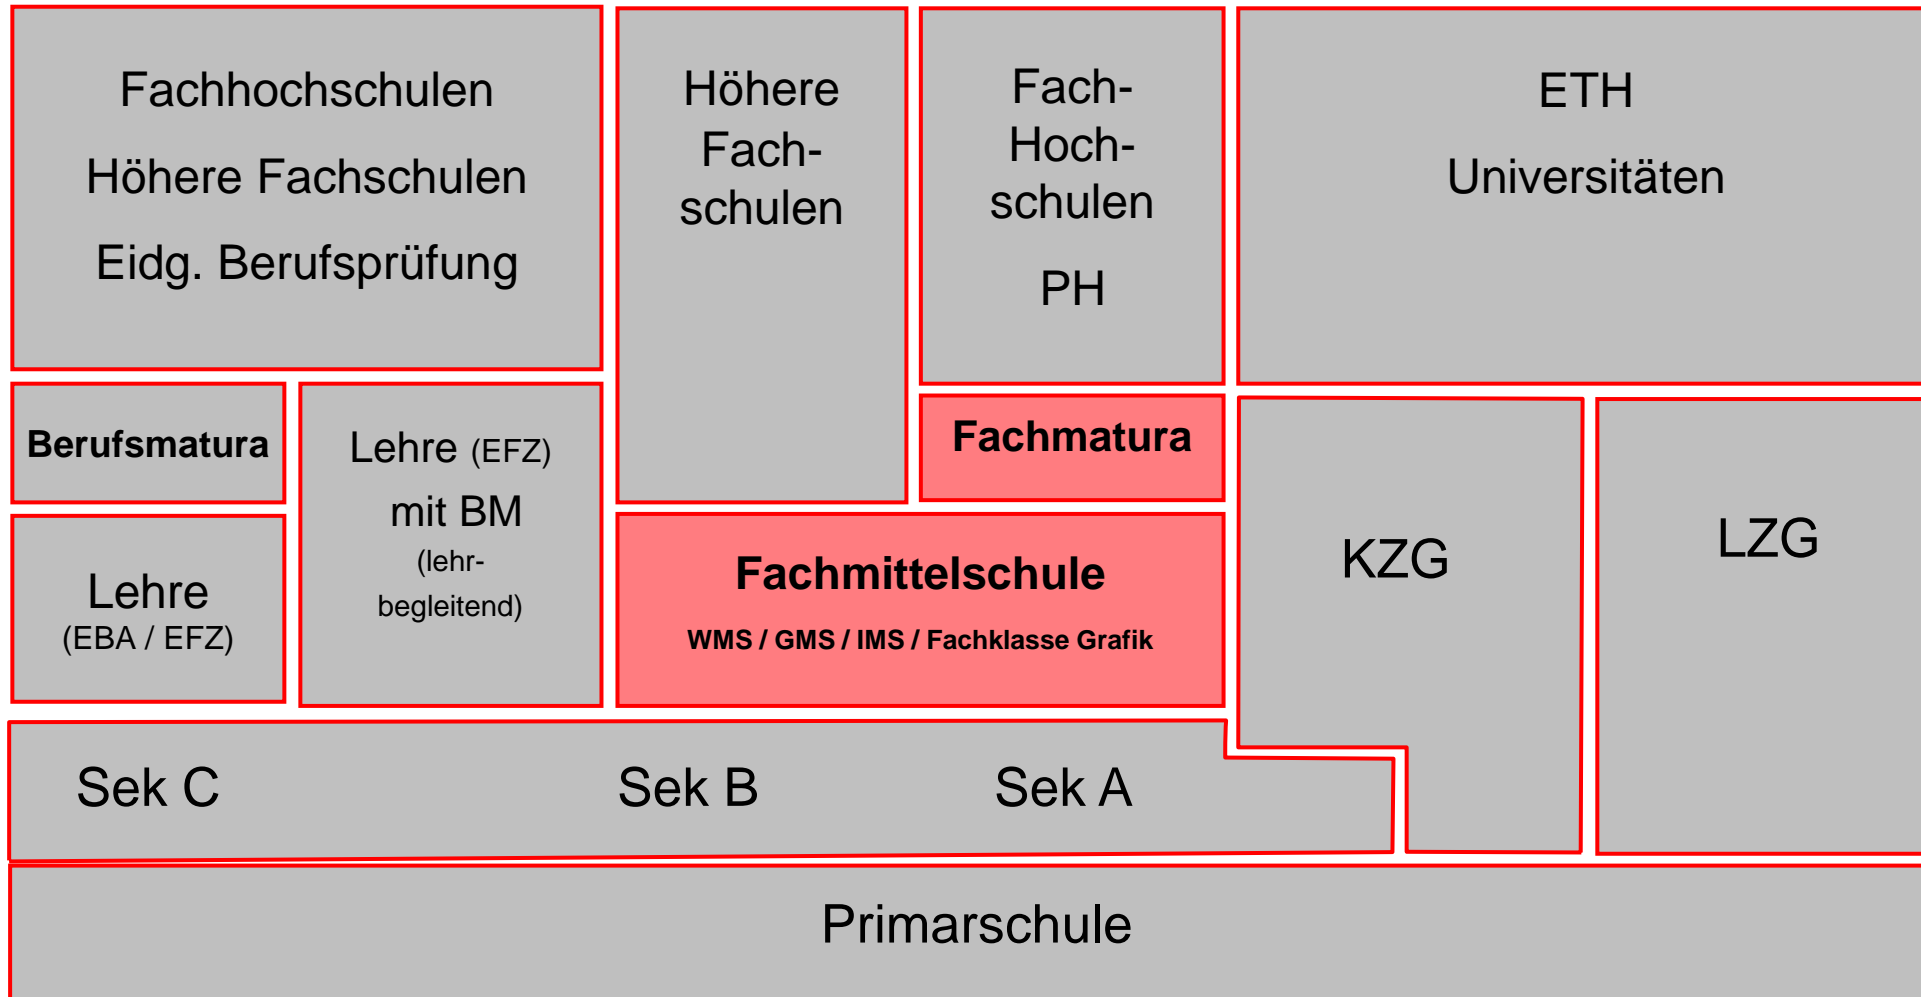 Fachhochschulen
Höhere Fachschulen
Eidg. Berufsprüfung
Höhere
Fach-
schulen
Fach-
Hoch-
schulen
PH
ETH
Universitäten
Berufsmatura
Lehre (EFZ)
mit BM
(lehr-
begleitend)
Fachmatura
Lehre
(EBA / EFZ)
Fachmittelschule
WMS / GMS / IMS / Fachklasse Grafik
KZG
LZG
Sek C
Sek B
Sek A
Primarschule